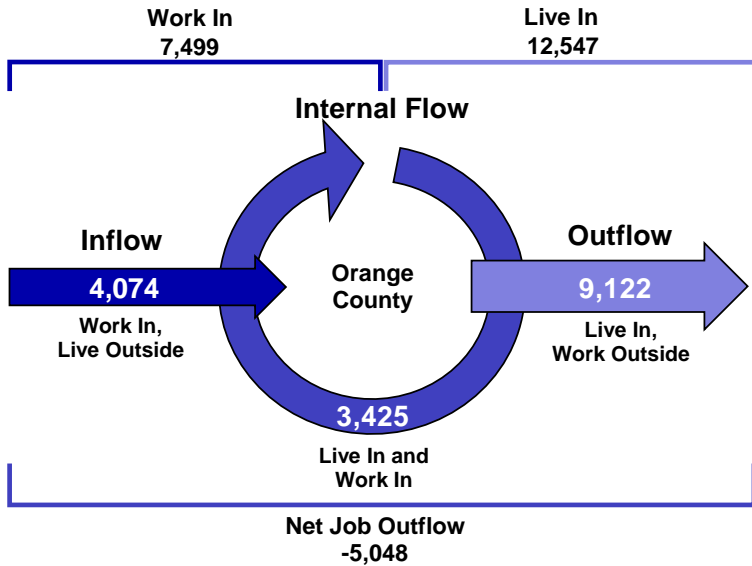 Work In
7,499
Live In
12,547
Internal Flow
Inflow
4,074
Work In,
Live Outside
Orange
County
Outflow
9,122
Live In,
Work Outside
3,425
Live In and
Work In
Net Job Outflow
-5,048